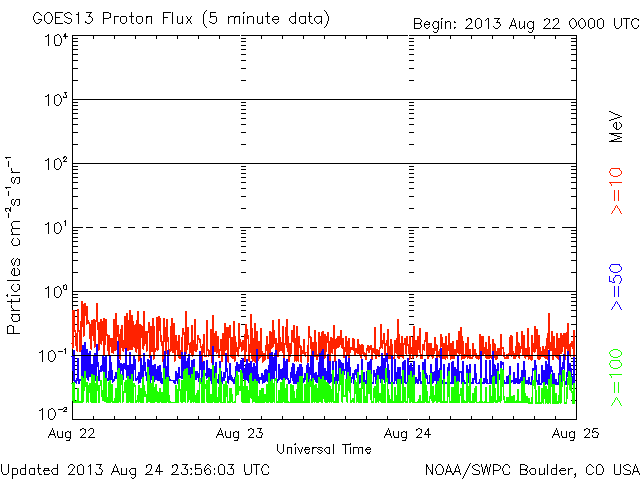 GOES13 Proton Flux (5 minute data)
Begin: 2013 Aug 22 0000 UTC
Particles cm⁻²s⁻¹sr⁻¹
10⁴
10³
10²
10¹
10⁰
10⁻¹
10⁻²
MeV
>=10
>=50
>=100
Aug 22
Aug 23
Aug 24
Aug 25
Universal Time
Updated 2013 Aug 24 23:56:03 UTC
NOAA/SWPC Boulder, CO USA